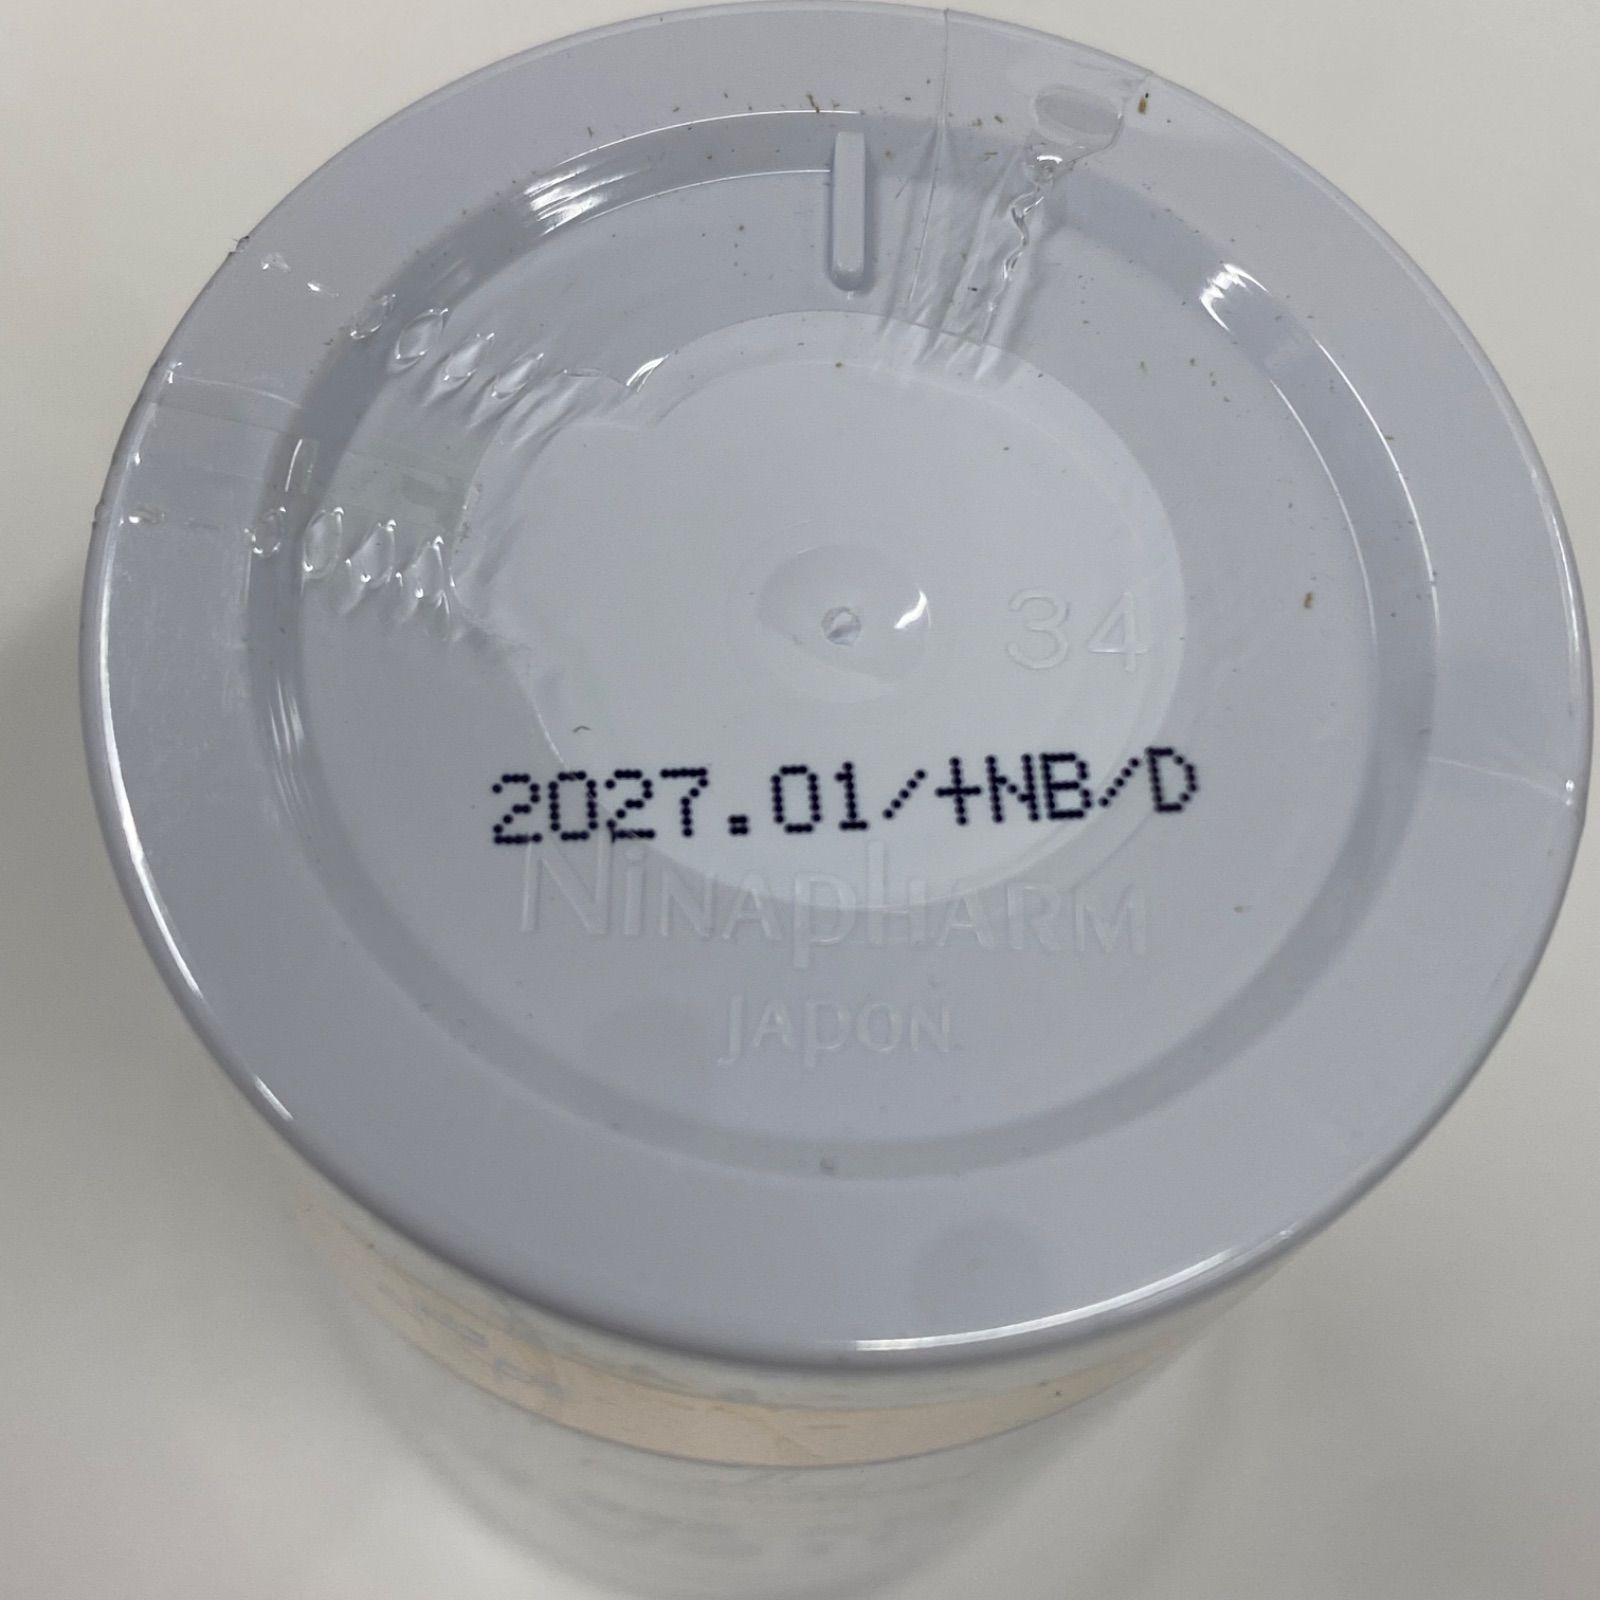 34
2027.01/+NB/D
NINAPHARM
JAPON